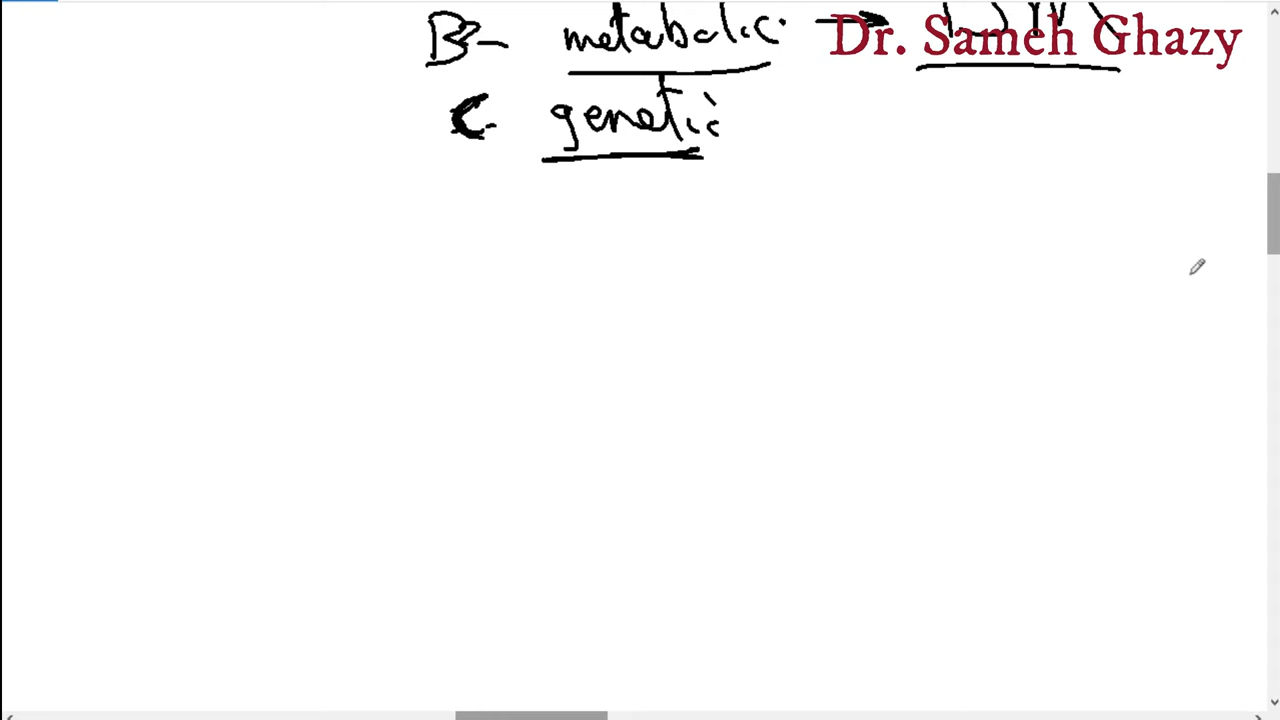 B- metabolic → Dr. Sameh Ghazy
C- genetic